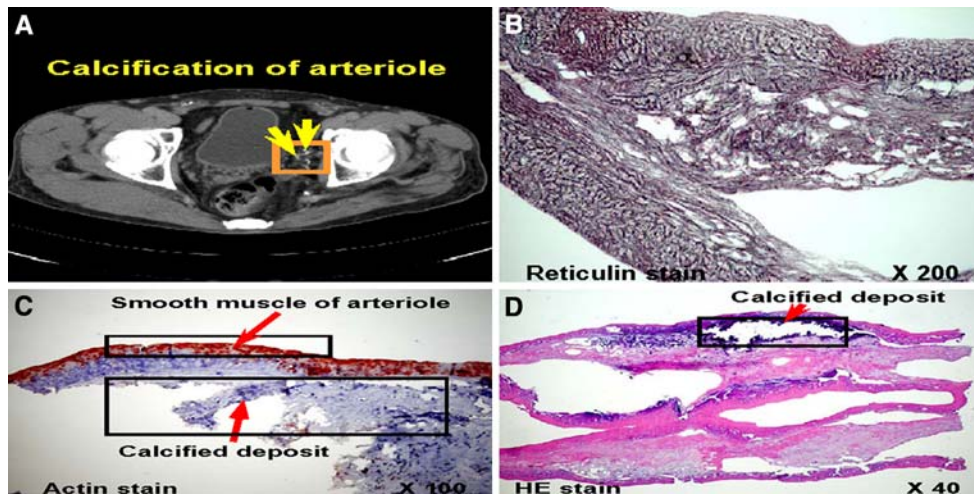 A
Calcification of arteriole
B
Reticulin stain X 200
C
Smooth muscle of arteriole
Calcified deposit
Actin stain X 100
D
Calcified deposit
HE stain X 40